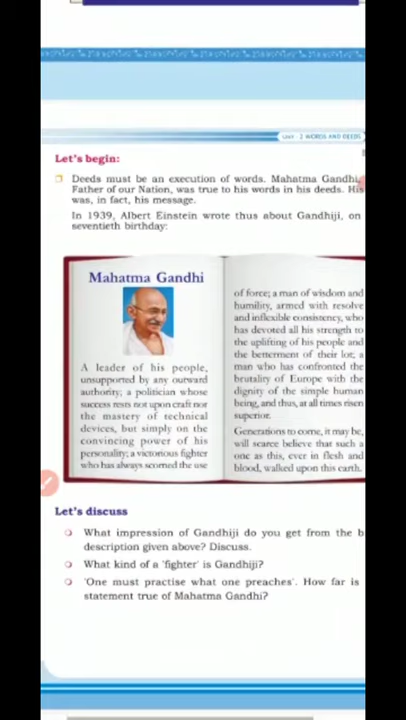 UNIT - 2 WORDS AND DEEDS
Let's begin:
Deeds must be an execution of words. Mahatma Gandhi,
Father of our Nation, was true to his words in his deeds. His
was, in fact, his message.
In 1939, Albert Einstein wrote thus about Gandhiji, on
seventieth birthday:
Mahatma Gandhi
A leader of his people,
unsupported by any outward
authority; a politician whose
success rests not upon craft nor
the mastery of technical
devices, but simply on the
convincing power of his
personality; a victorious fighter
who has always scorned the use
of force; a man of wisdom and
humility, armed with resolve
and inflexible consistency, who
has devoted all his strength to
the uplifting of his people and
the betterment of their lot; a
man who has confronted the
brutality of Europe with the
dignity of the simple human
being, and thus, at all times risen
superior.
Generations to come, it may be,
will scarce believe that such a
one as this, ever in flesh and
blood, walked upon this earth.
Let's discuss
What impression of Gandhiji do you get from the b
description given above? Discuss.
What kind of a 'fighter' is Gandhiji?
'One must practise what one preaches'. How far is
statement true of Mahatma Gandhi?